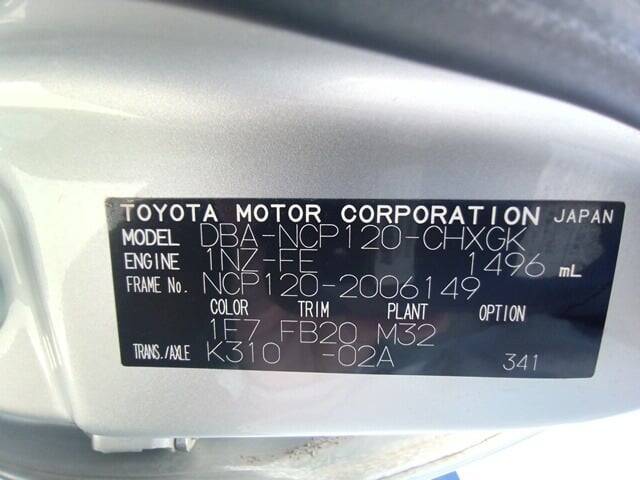 TOYOTA MOTOR CORPORATION JAPAN
MODEL DBA-NCP120-CHXGK
ENGINE 1NZ-FE 1496 mL
FRAME No. NCP120-2006149
COLOR TRIM PLANT OPTION
1E7 FB20 M32
TRANS./AXLE K310 -02A 341